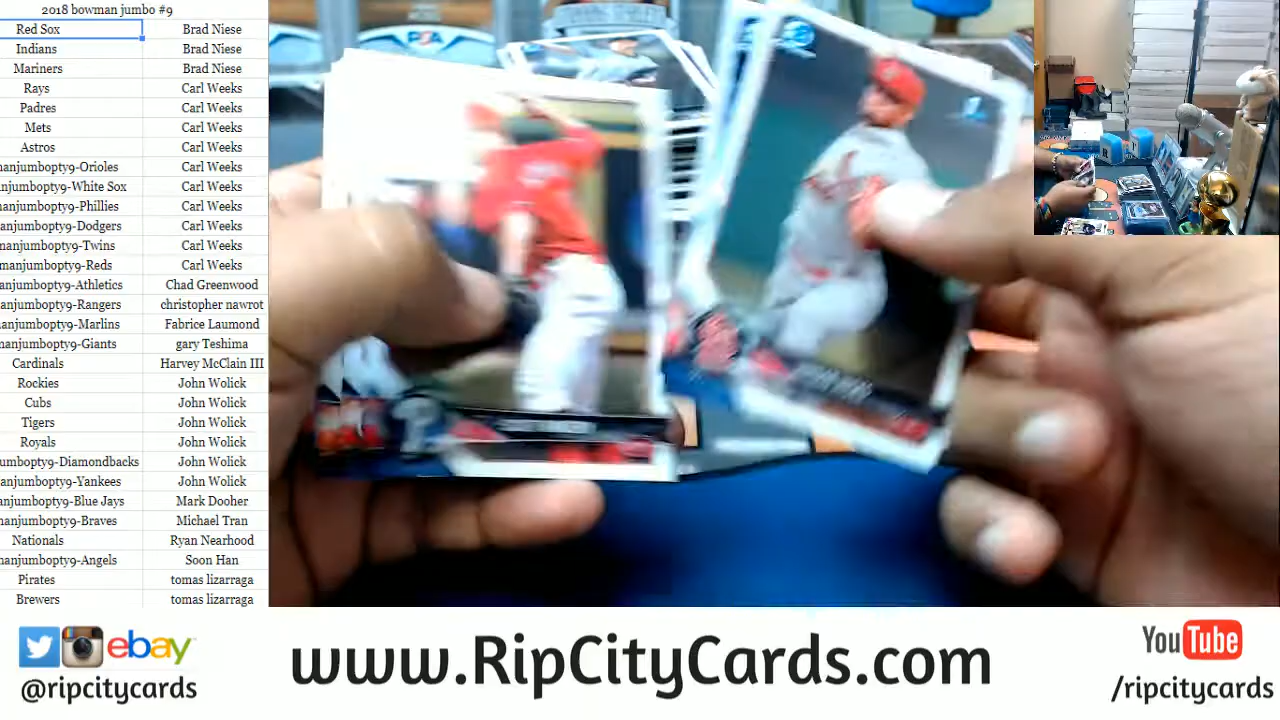 2018 bowman jumbo #9
Red Sox Brad Niese
Indians Brad Niese
Mariners Brad Niese
Rays Carl Weeks
Padres Carl Weeks
Mets Carl Weeks
Astros Carl Weeks
manjumbopty9-Orioles Carl Weeks
njumbopty9-White Sox Carl Weeks
anjumbopty9-Phillies Carl Weeks
anjumbopty9-Dodgers Carl Weeks
manjumbopty9-Twins Carl Weeks
manjumbopty9-Reds Carl Weeks
anjumbopty9-Athletics Chad Greenwood
anjumbopty9-Rangers christopher nawrot
anjumbopty9-Marlins Fabrice Laumond
manjumbopty9-Giants gary Teshima
Cardinals Harvey McClain III
Rockies John Wolick
Cubs John Wolick
Tigers John Wolick
Royals John Wolick
umbopty9-Diamondbacks John Wolick
anjumbopty9-Yankees John Wolick
anjumbopty9-Blue Jays Mark Dooher
anjumbopty9-Braves Michael Tran
Nationals Ryan Nearhood
manjumbopty9-Angels Soon Han
Pirates tomas lizarraga
Brewers tomas lizarraga
PSA
ebay
@ripcitycards
www.RipCityCards.com
YouTube
/ripcitycards